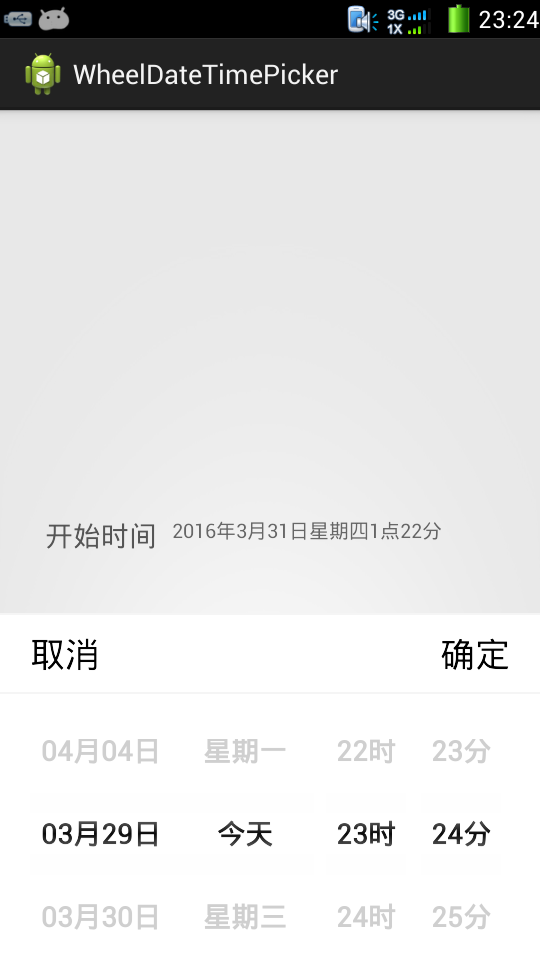 3G
1X
23:24
WheelDateTimePicker
开始时间 2016年3月31日星期四1点22分
取消 确定
04月04日 星期一 22时 23分
03月29日 今天 23时 24分
03月30日 星期三 24时 25分